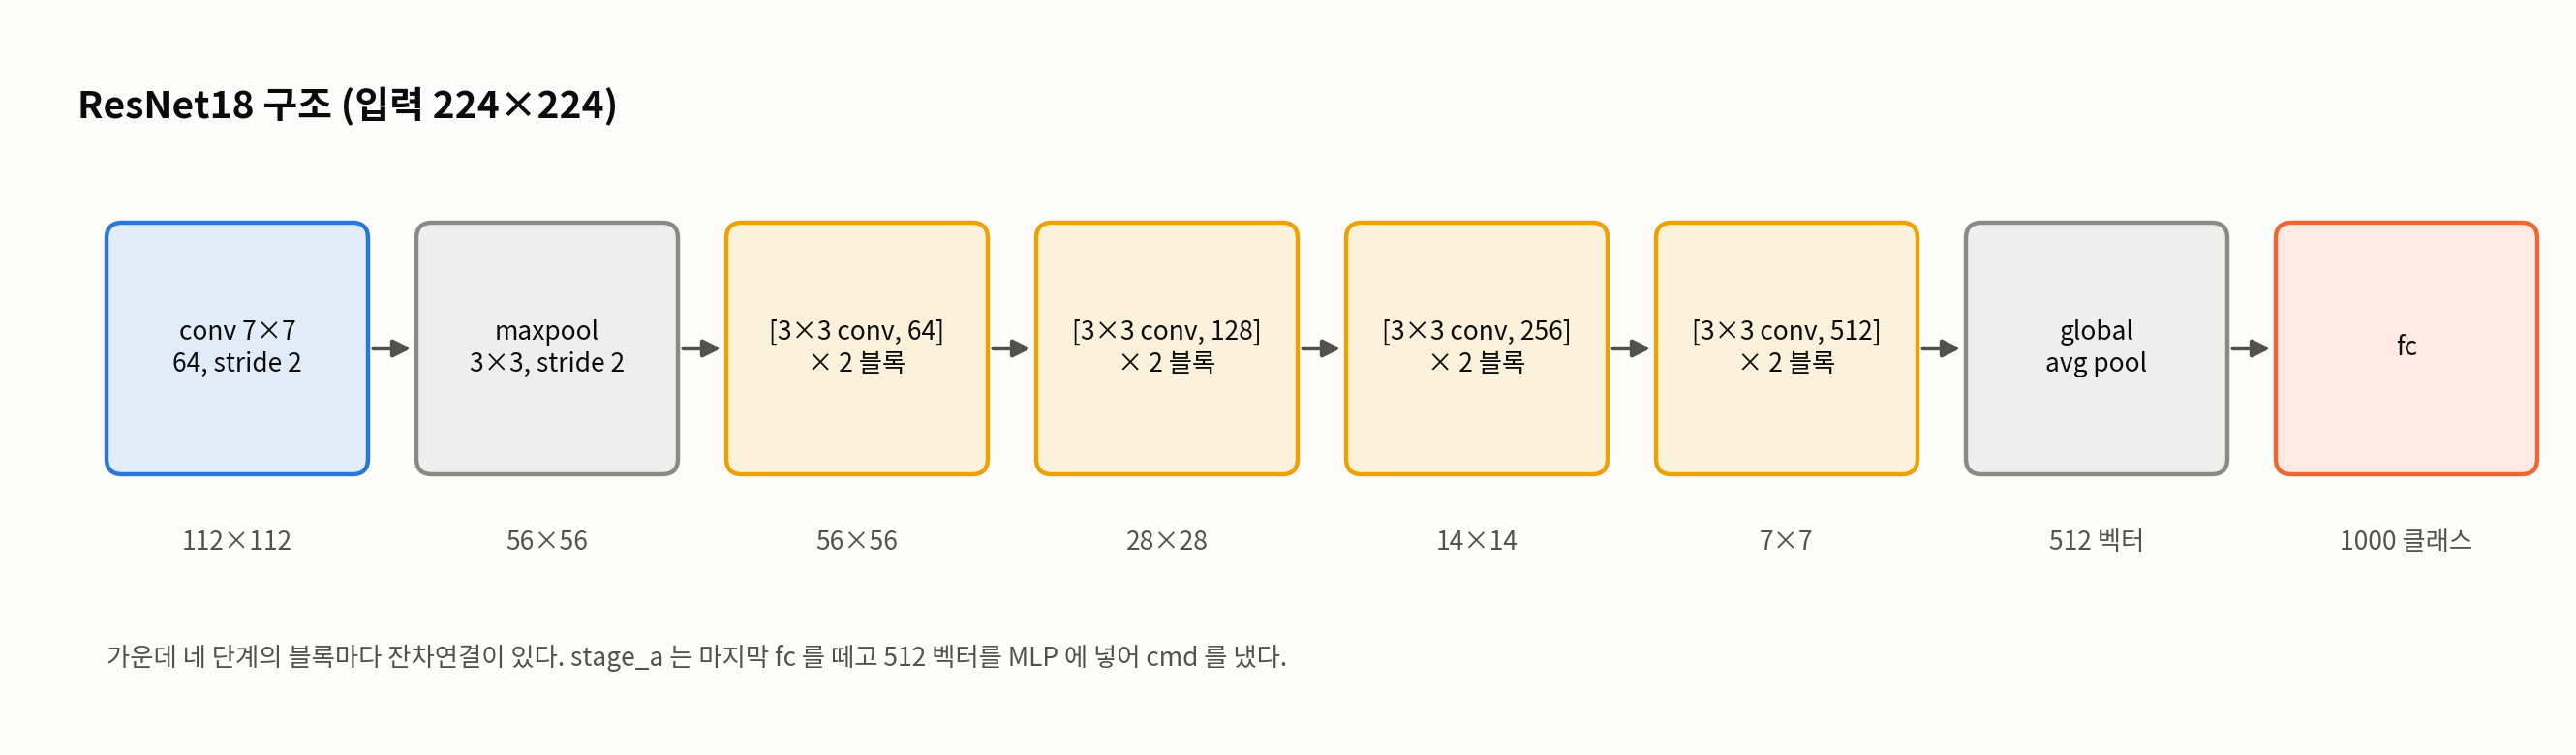 ResNet18 구조 (입력 224×224)
conv 7×7
64, stride 2
maxpool
3×3, stride 2
[3×3 conv, 64]
× 2 블록
[3×3 conv, 128]
× 2 블록
[3×3 conv, 256]
× 2 블록
[3×3 conv, 512]
× 2 블록
global
avg pool
fc
112×112
56×56
56×56
28×28
14×14
7×7
512 벡터
1000 클래스
가운데 네 단계의 블록마다 잔차연결이 있다. stage_a 는 마지막 fc 를 떼고 512 벡터를 MLP 에 넣어 cmd 를 냈다.